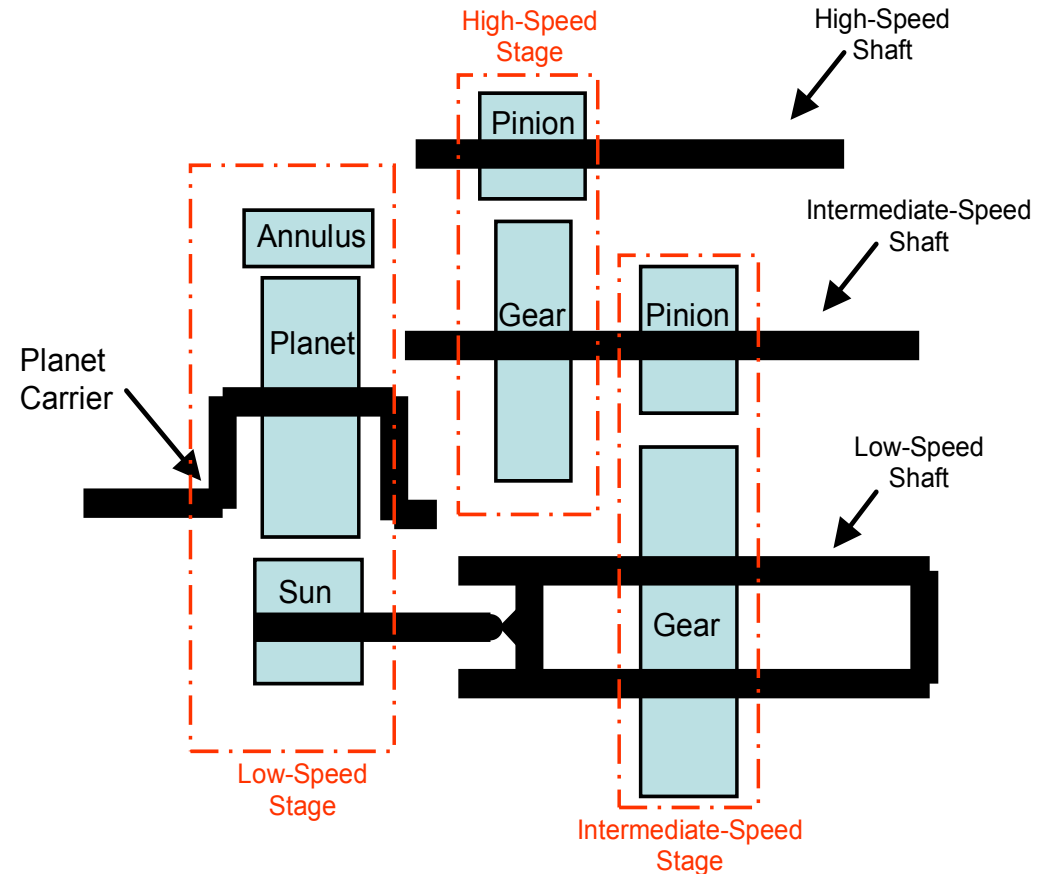 High-Speed
Stage
High-Speed
Shaft
Pinion
Intermediate-Speed
Shaft
Annulus
Gear
Pinion
Planet
Planet
Carrier
Low-Speed
Shaft
Sun
Gear
Low-Speed
Stage
Intermediate-Speed
Stage